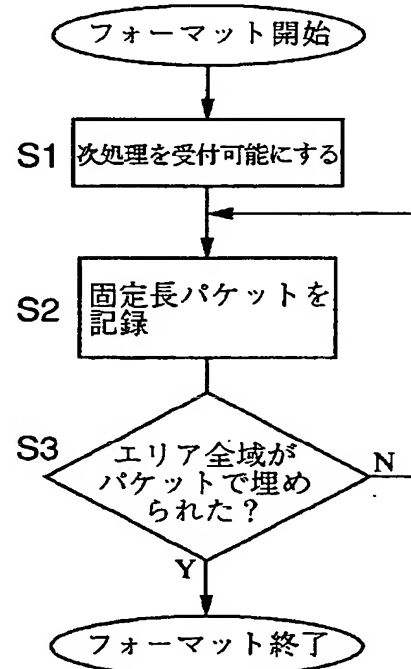 フォーマット開始
S1
次処理を受付可能にする
S2
固定長パケットを
記録
S3
エリア全域が
パケットで埋め
られた?
N
Y
フォーマット終了